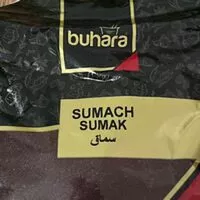 buhara
SUMACH
SUMAK
سماق